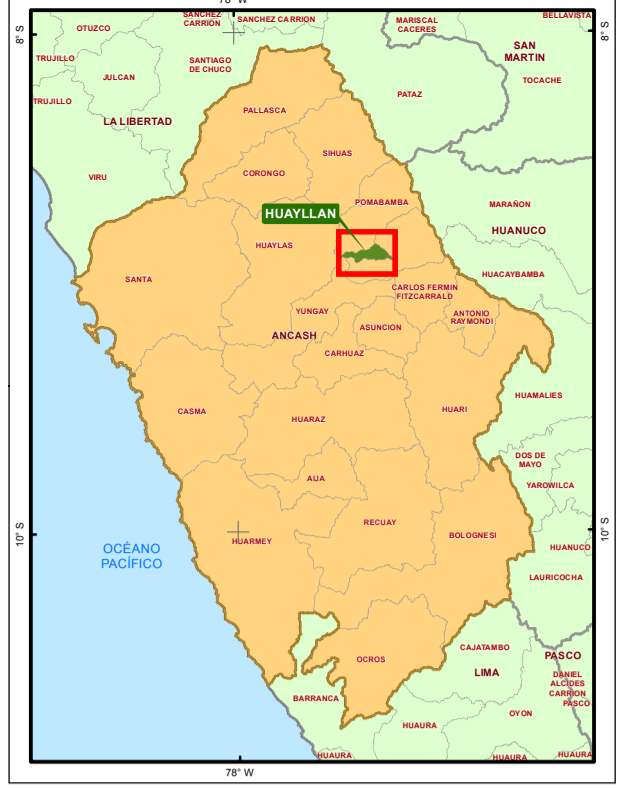 78° W
SANCHEZ
CARRIÓN
SANCHEZ CARRION
OTUZCO
MARISCAL
CACERES
BELLAVISTA
8° S
8° S
TRUJILLO
SANTIAGO
DE CHUCO
SAN
MARTIN
JULCAN
TOCACHE
TRUJILLO
PATAZ
LA LIBERTAD
PALLASCA
SIHUAS
VIRU
CORONGO
POMABAMBA
MARAÑON
HUAYLLAN
HUANUCO
HUAYLAS
SANTA
HUACAYBAMBA
CARLOS FERMIN
FITZCARRALD
YUNGAY
ANTONIO
RAYMONDI
ASUNCION
ANCASH
CARHUAZ
HUAMALIES
CASMA
HUARI
HUARAZ
DOS DE
MAYO
AIJA
YAROWILCA
RECUAY
10° S
10° S
HUARMEY
BOLOGNESI
OCÉANO
PACÍFICO
HUANUCO
LAURICOCHA
CAJATAMBO
OCROS
PASCO
LIMA
DANIEL
ALCIDES
CARRION
PASCO
BARRANCA
OYON
HUAURA
HUAURA
HUAURA
HUAURA
78° W